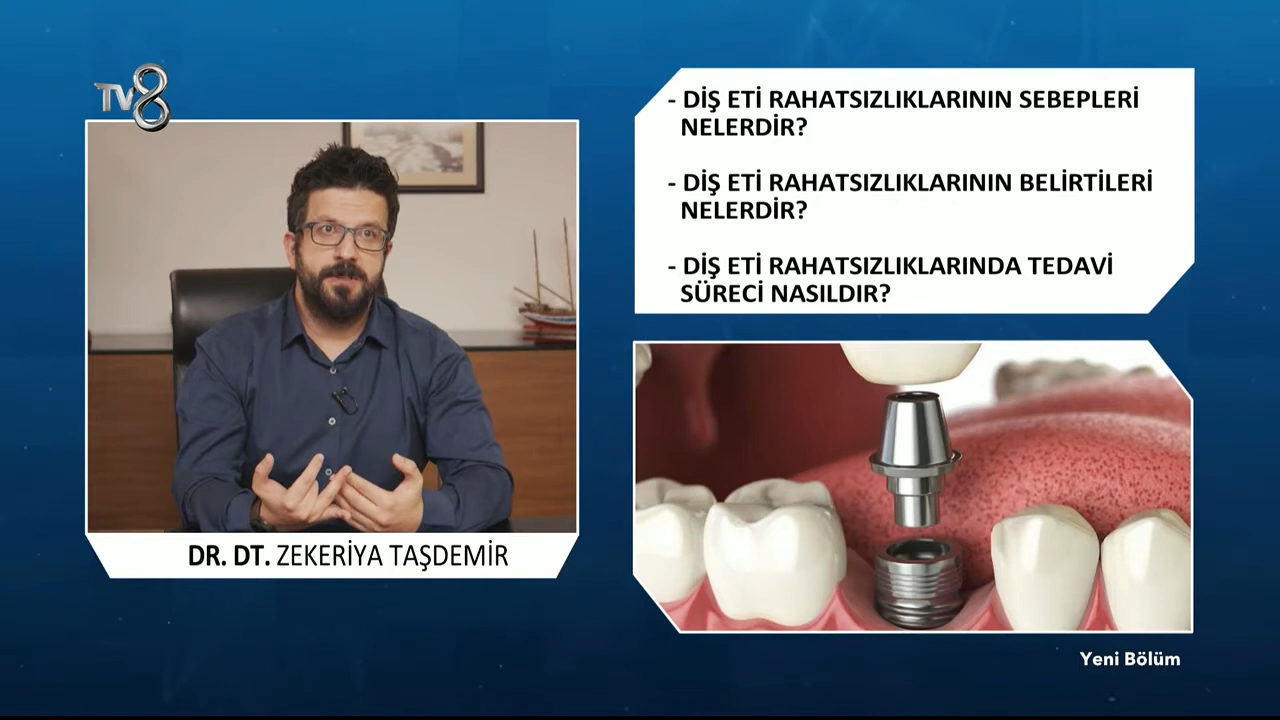 TV8
- DİŞ ETİ RAHATSIZLIKLARININ SEBEPLERİ
NELERDİR?
- DİŞ ETİ RAHATSIZLIKLARININ BELİRTİLERİ
NELERDİR?
- DİŞ ETİ RAHATSIZLIKLARINDA TEDAVİ
SÜRECİ NASILDIR?
DR. DT. ZEKERİYA TAŞDEMİR
Yeni Bölüm